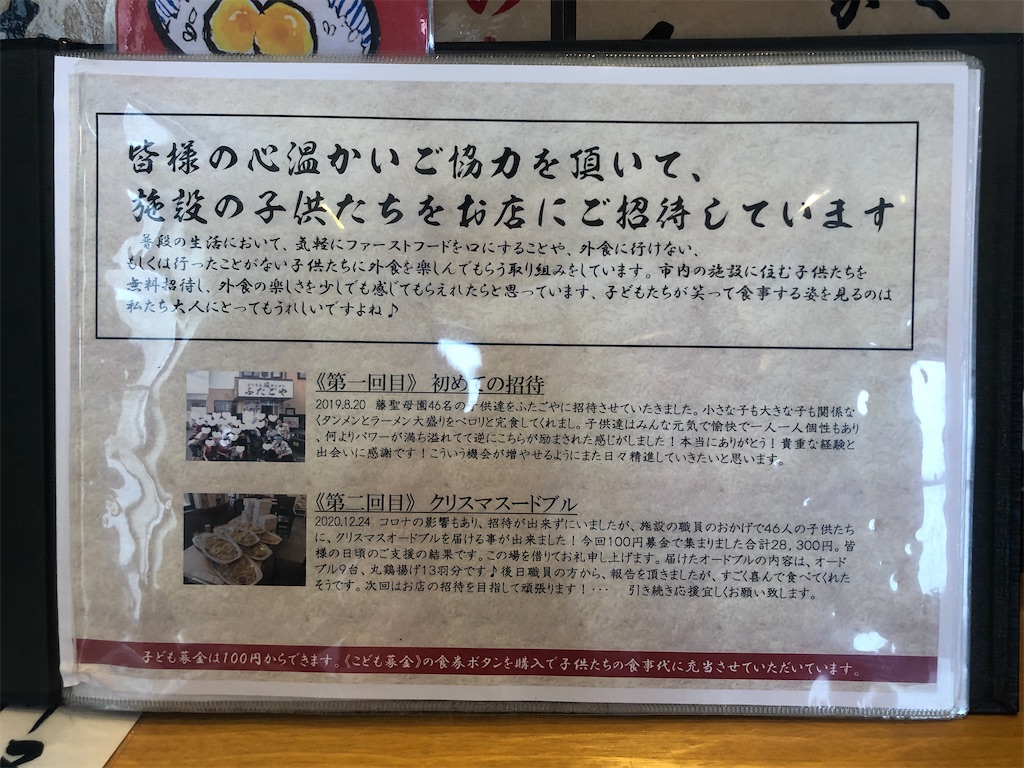 皆様の心温かいご協力を頂いて、
施設の子供たちをお店にご招待しています
普段の生活において、気軽にファーストフードを口にすることや、外食に行けない、
もしくは行ったことがない子供たちに外食を楽しんでもらう取り組みをしています。市内の施設に住む子供たちを
無料招待し、外食の楽しさを少しでも感じてもらえれたらと思っています、子どもたちが笑って食事する姿を見るのは
私たち大人にとってもうれしいですよね♪
ふたごや
《第一回目》 初めての招待
2019.8.20 藤聖母園46名の子供達をふたごやに招待させていたきました。小さな子も大きな子も関係な
くタンメンとラーメン大盛りをペロリと完食してくれまし。子供達はみんな元気で愉快で一人一人個性もあり
、何よりパワーが満ち溢れてて逆にこちらが励まされた感じがしました！本当にありがとう！貴重な経験と
出会いに感謝です！こういう機会が増やせるようにまた日々精進していきたいと思います。
《第二回目》 クリスマスードブル
2020.12.24 コロナの影響もあり、招待が出来ずにいましたが、施設の職員のおかげで46人の子供たち
に、クリスマスオードブルを届ける事が出来ました！今回100円募金で集まりました合計28,300円。皆
様の日頃のご支援の結果です。この場を借りてお礼申し上げます。届けたオードブルの内容は、オード
ブル9台、丸鶏揚げ13羽分です♪後日職員の方から、報告を頂きましたが、すごく喜んで食べてくれた
そうです。次回はお店の招待を目指して頑張ります！・・・ 引き続き応援宜しくお願い致します。
子ども募金は100円からできます。《こども募金》の食券ボタンを購入で子供たちの食事代に充当させていただいています。